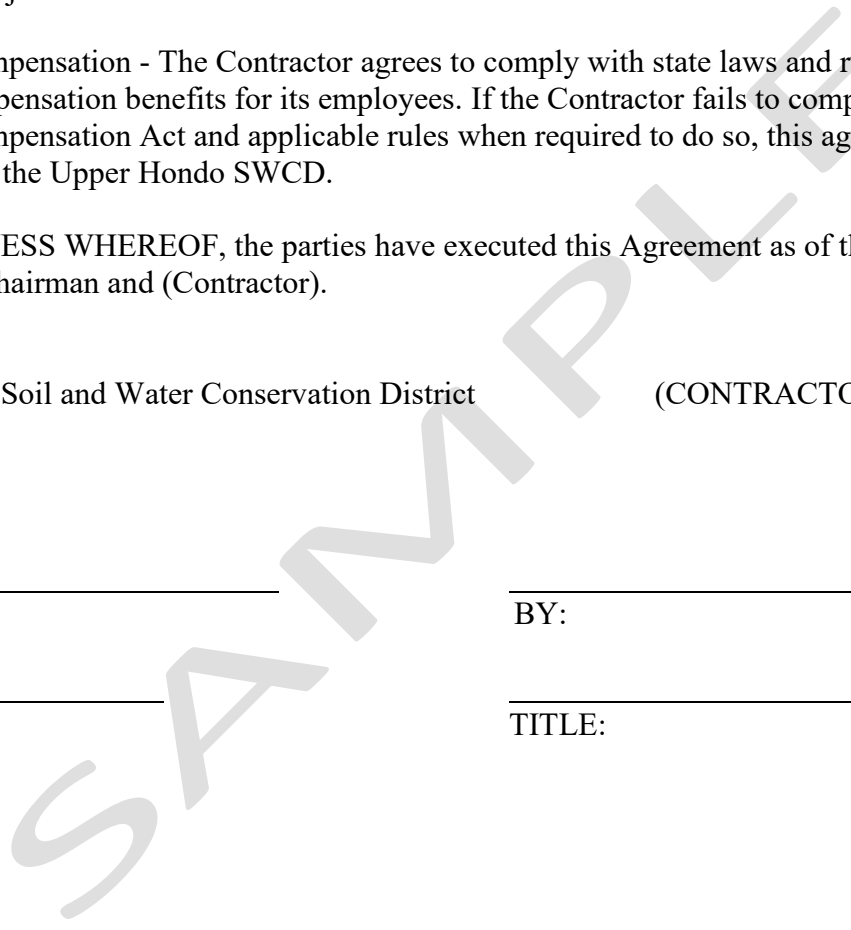 mpensation - The Contractor agrees to comply with state laws and r
pensation benefits for its employees. If the Contractor fails to comp
mpensation Act and applicable rules when required to do so, this ag
the Upper Hondo SWCD.
ESS WHEREOF, the parties have executed this Agreement as of th
hairman and (Contractor).
Soil and Water Conservation District (CONTRACTO
BY:
TITLE:
SAMPLE